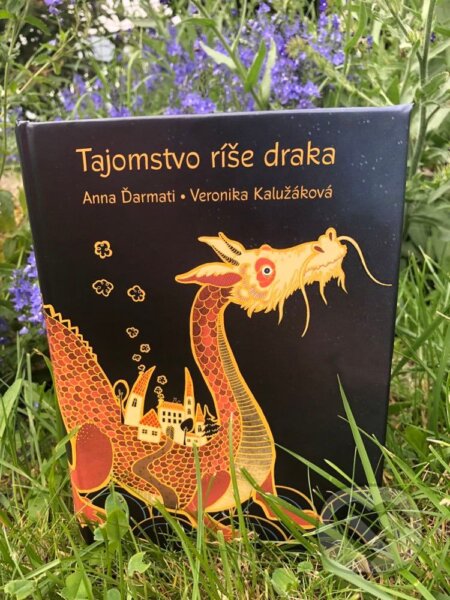 Tajomstvo ríše draka
Anna Ďarmati • Veronika Kalužáková